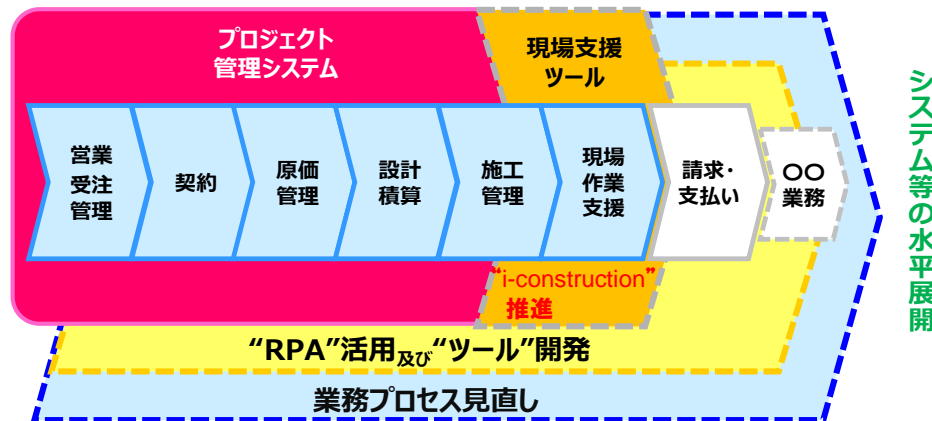 プロジェクト
管理システム
現場支援
ツール
営業
受注
管理
契約
原価
管理
設計
積算
施工
管理
現場
作業
支援
請求・
支払い
〇〇
業務
“i-construction”
推進
“RPA”活用及び“ツール”開発
業務プロセス見直し
システム等の水平展開